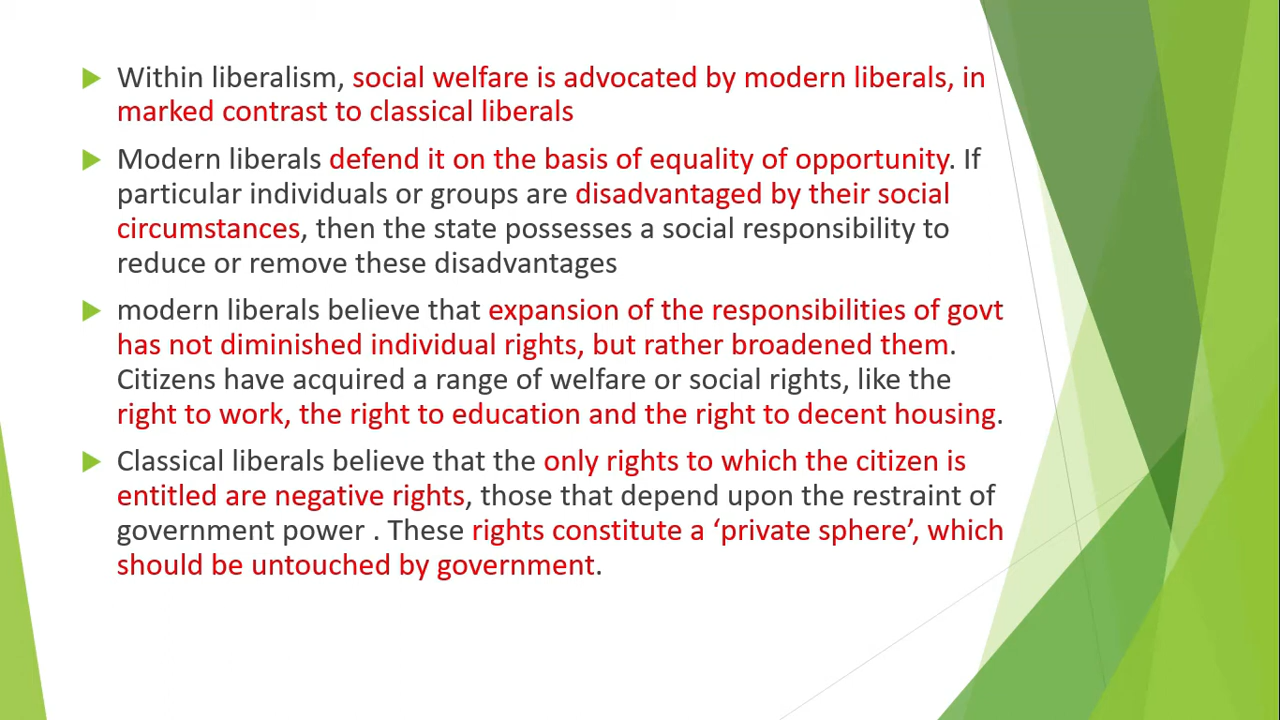 Within liberalism, social welfare is advocated by modern liberals, in
marked contrast to classical liberals
Modern liberals defend it on the basis of equality of opportunity. If
particular individuals or groups are disadvantaged by their social
circumstances, then the state possesses a social responsibility to
reduce or remove these disadvantages
modern liberals believe that expansion of the responsibilities of govt
has not diminished individual rights, but rather broadened them.
Citizens have acquired a range of welfare or social rights, like the
right to work, the right to education and the right to decent housing.
Classical liberals believe that the only rights to which the citizen is
entitled are negative rights, those that depend upon the restraint of
government power . These rights constitute a ‘private sphere’, which
should be untouched by government.